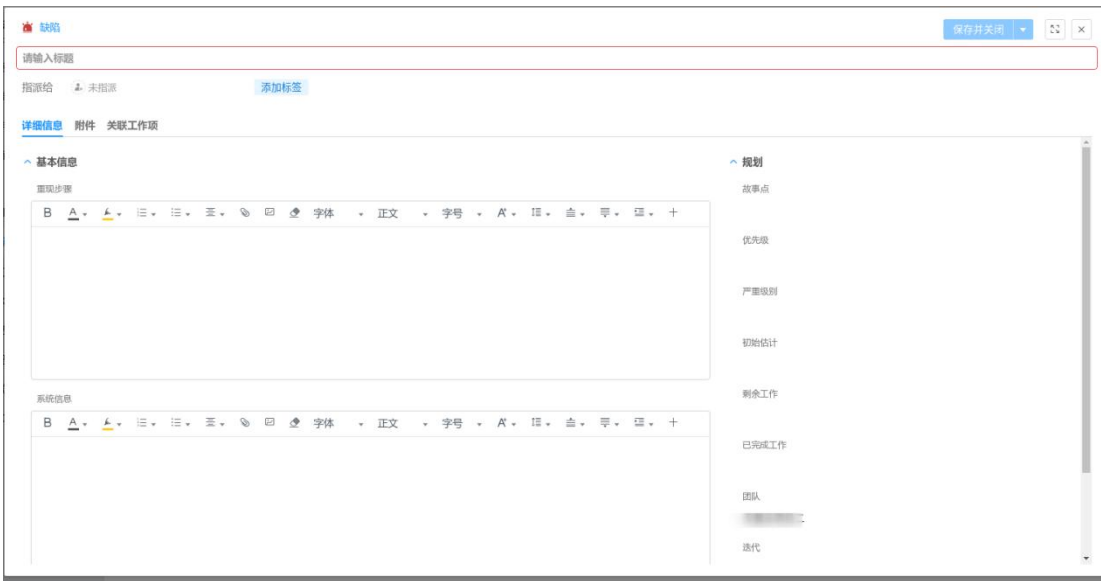 缺陷
保存并关闭
请输入标题
指派给 未指派 添加标签
详细信息 附件 关联工作项
基本信息
重现步骤
B A 字体 正文 字号 A
系统信息
B A 字体 正文 字号 A
规划
故事点
优先级
严重级别
初始估计
剩余工作
已完成工作
团队
迭代